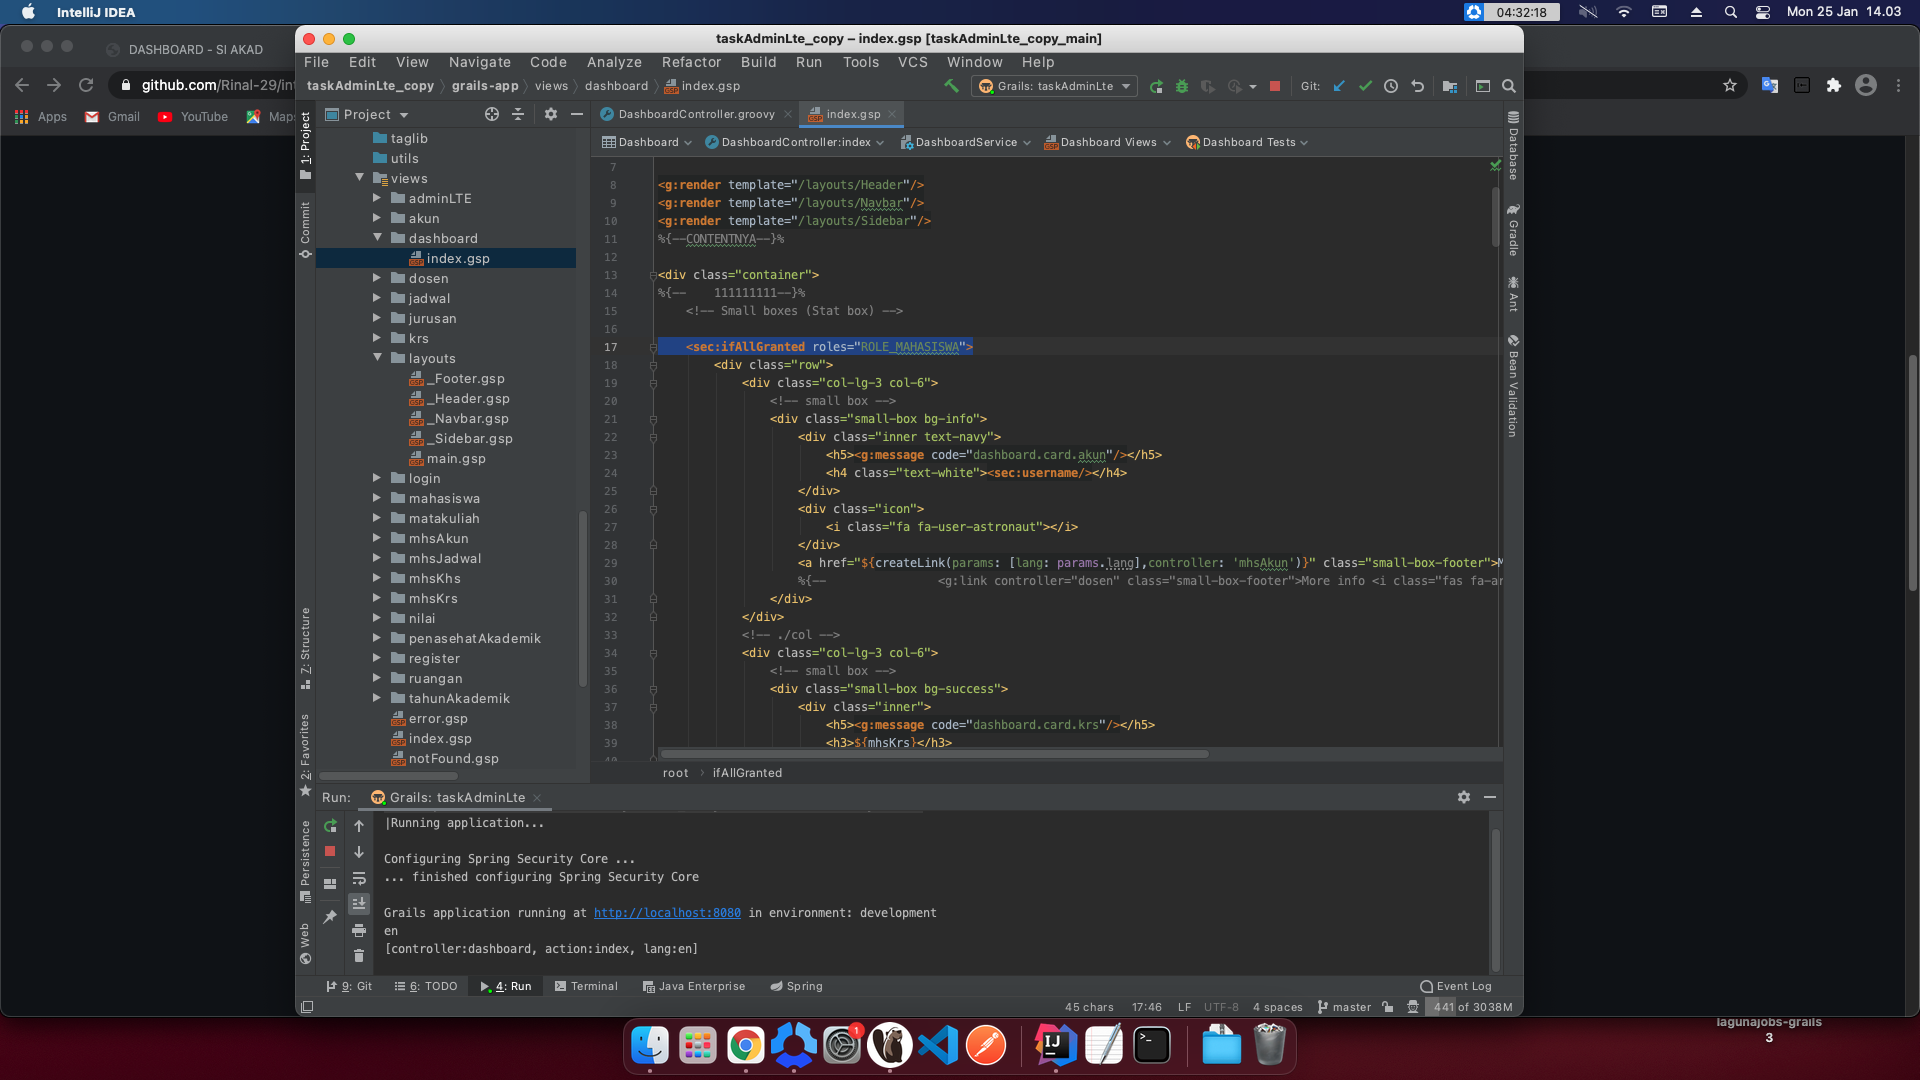 IntelliJ IDEA
04:32:18
Mon 25 Jan 14.03
DASHBOARD - SI AKAD
github.com/Rinal-29/int
Apps
Gmail
YouTube
Maps
taskAdminLte_copy – index.gsp [taskAdminLte_copy_main]
File Edit View Navigate Code Analyze Refactor Build Run Tools VCS Window Help
taskAdminLte_copy grails-app views dashboard index.gsp
Grails: taskAdminLte
Git:
1: Project
Commit
7: Structure
2: Favorites
Persistence
Web
Project
taglib
utils
views
adminLTE
akun
dashboard
index.gsp
dosen
jadwal
jurusan
krs
layouts
_Footer.gsp
_Header.gsp
_Navbar.gsp
_Sidebar.gsp
main.gsp
login
mahasiswa
matakuliah
mhsAkun
mhsJadwal
mhsKhs
mhsKrs
nilai
penasehatAkademik
register
ruangan
tahunAkademik
error.gsp
index.gsp
notFound.gsp
DashboardController.groovy
index.gsp
Dashboard
DashboardController:index
DashboardService
Dashboard Views
Dashboard Tests
7
8 <g:render template="/layouts/Header"/>
9 <g:render template="/layouts/Navbar"/>
10 <g:render template="/layouts/Sidebar"/>
11 %{--CONTENTNYA--}%
12
13 <div class="container">
14 %{--    111111111--}%
15 <!-- Small boxes (Stat box) -->
16
17 <sec:ifAllGranted roles="ROLE_MAHASISWA">
18 <div class="row">
19 <div class="col-lg-3 col-6">
20 <!-- small box -->
21 <div class="small-box bg-info">
22 <div class="inner text-navy">
23 <h5><g:message code="dashboard.card.akun"/></h5>
24 <h4 class="text-white"><sec:username/></h4>
25 </div>
26 <div class="icon">
27 <i class="fa fa-user-astronaut"></i>
28 </div>
29 <a href="${createLink(params: [lang: params.lang],controller: 'mhsAkun')}" class="small-box-footer">M
30 %{--                <g:link controller="dosen" class="small-box-footer">More info <i class="fas fa-ar
31 </div>
32 </div>
33 <!-- ./col -->
34 <div class="col-lg-3 col-6">
35 <!-- small box -->
36 <div class="small-box bg-success">
37 <div class="inner">
38 <h5><g:message code="dashboard.card.krs"/></h5>
39 <h3>${mhsKrs}</h3>
40
root ifAllGranted
Database
Gradle
Ant
Bean Validation
Run: Grails: taskAdminLte
|Running application...
Configuring Spring Security Core ...
... finished configuring Spring Security Core
Grails application running at http://localhost:8080 in environment: development
en
[controller:dashboard, action:index, lang:en]
9: Git
6: TODO
4: Run
Terminal
Java Enterprise
Spring
Event Log
45 chars 17:46 LF UTF-8 4 spaces master 441 of 3038M
lagunajobs-grails
3
1
IJ